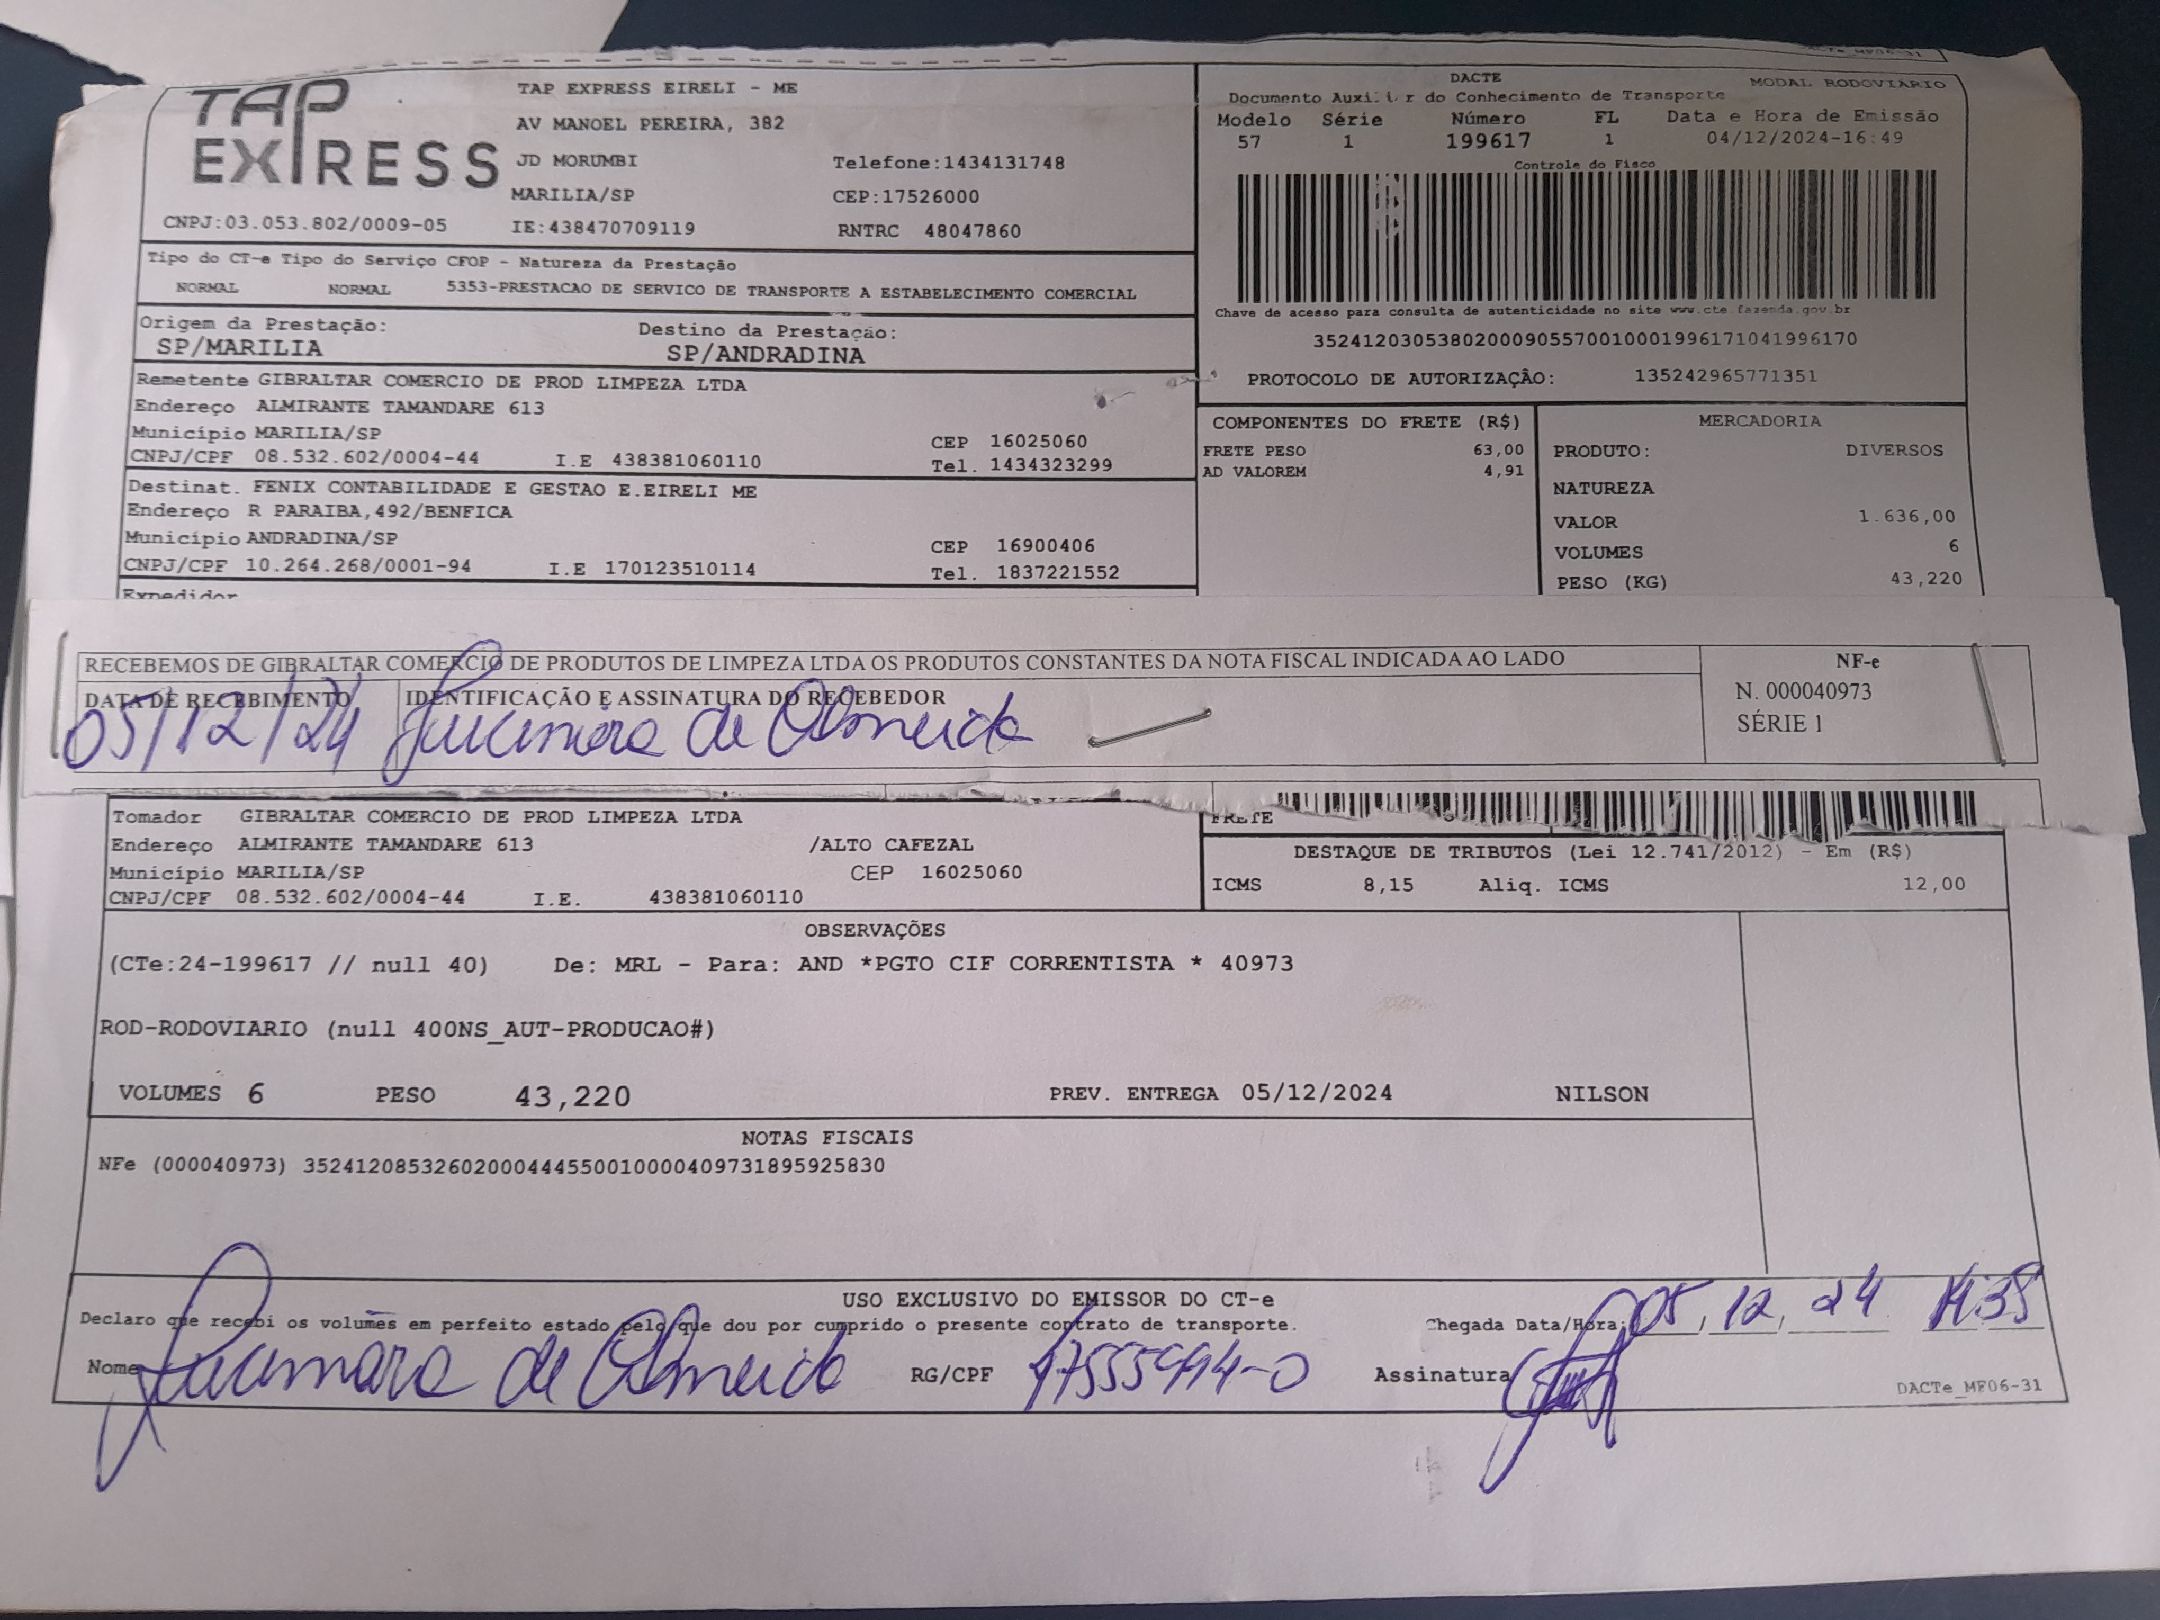 TAP EXPRESS
TAP EXPRESS EIRELI - ME
AV MANOEL PEREIRA, 382
JD MORUMBI Telefone:1434131748
MARILIA/SP CEP:17526000
CNPJ:03.053.802/0009-05 IE:438470709119 RNTRC 48047860
DACTE MODAL RODOVIARIO
Documento Auxiliar do Conhecimento de Transporte
Modelo Série Número FL Data e Hora de Emissão
57 1 199617 1 04/12/2024-16:49
Controle do Fisco
Chave de acesso para consulta de autenticidade no site www.cte.fazenda.gov.br
35241203053802000905570010001996171041996170
PROTOCOLO DE AUTORIZAÇÃO: 135242965771351
Tipo do CT-e Tipo do Serviço CFOP - Natureza da Prestação
NORMAL NORMAL 5353-PRESTACAO DE SERVICO DE TRANSPORTE A ESTABELECIMENTO COMERCIAL
Origem da Prestação: Destino da Prestação:
SP/MARILIA SP/ANDRADINA
Remetente GIBRALTAR COMERCIO DE PROD LIMPEZA LTDA
Endereço ALMIRANTE TAMANDARE 613
Município MARILIA/SP CEP 16025060
CNPJ/CPF 08.532.602/0004-44 I.E 438381060110 Tel. 1434323299
Destinat. FENIX CONTABILIDADE E GESTAO E.EIRELI ME
Endereço R PARAIBA,492/BENFICA
Município ANDRADINA/SP CEP 16900406
CNPJ/CPF 10.264.268/0001-94 I.E 170123510114 Tel. 1837221552
Expedidor
COMPONENTES DO FRETE (R$)
FRETE PESO 63,00
AD VALOREM 4,91
MERCADORIA
PRODUTO: DIVERSOS
NATUREZA
VALOR 1.636,00
VOLUMES 6
PESO (KG) 43,220
RECEBEMOS DE GIBRALTAR COMERCIO DE PRODUTOS DE LIMPEZA LTDA OS PRODUTOS CONSTANTES DA NOTA FISCAL INDICADA AO LADO
DATA DE RECEBIMENTO IDENTIFICAÇÃO E ASSINATURA DO RECEBEDOR
05/12/24 Lucimara de Almeida
NF-e
N. 000040973
SÉRIE 1
Tomador GIBRALTAR COMERCIO DE PROD LIMPEZA LTDA
Endereço ALMIRANTE TAMANDARE 613 /ALTO CAFEZAL
Município MARILIA/SP CEP 16025060
CNPJ/CPF 08.532.602/0004-44 I.E. 438381060110
FRETE
DESTAQUE DE TRIBUTOS (Lei 12.741/2012) - Em (R$)
ICMS 8,15 Aliq. ICMS 12,00
OBSERVAÇÕES
(CTe:24-199617 // null 40) De: MRL - Para: AND *PGTO CIF CORRENTISTA * 40973
ROD-RODOVIARIO (null 400NS_AUT-PRODUCAO#)
VOLUMES 6 PESO 43,220 PREV. ENTREGA 05/12/2024 NILSON
NOTAS FISCAIS
NFe (000040973) 35241208532602000444550010000409731895925830
USO EXCLUSIVO DO EMISSOR DO CT-e
Declaro que recebi os volumes em perfeito estado pelo que dou por cumprido o presente contrato de transporte. Chegada Data/Hora: 05/12/24 14:35
Nome Lucimara de Almeida RG/CPF Assinatura
DACTe_MF06-31